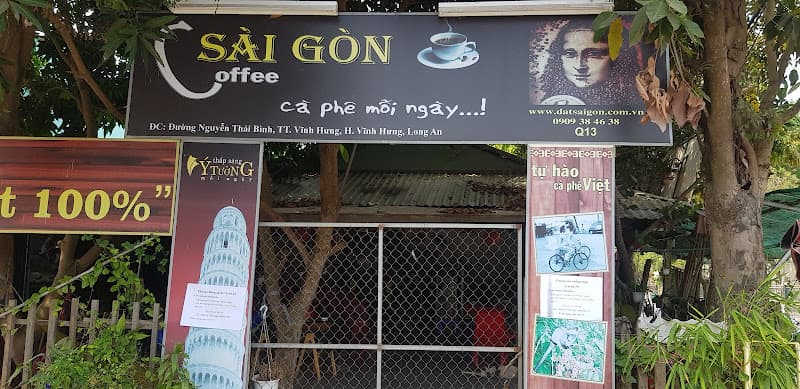 SÀI GÒN
Coffee
cà phê mỗi ngày...!
ĐC: Đường Nguyễn Thái Bình, TT. Vĩnh Hưng, H. Vĩnh Hưng, Long An
www.datsaigon.com.vn
0909 38 46 38
Q13
t 100%”
thắp sáng
Ý TƯỞNG
mỗi ngày
tự hào
cà phê Việt